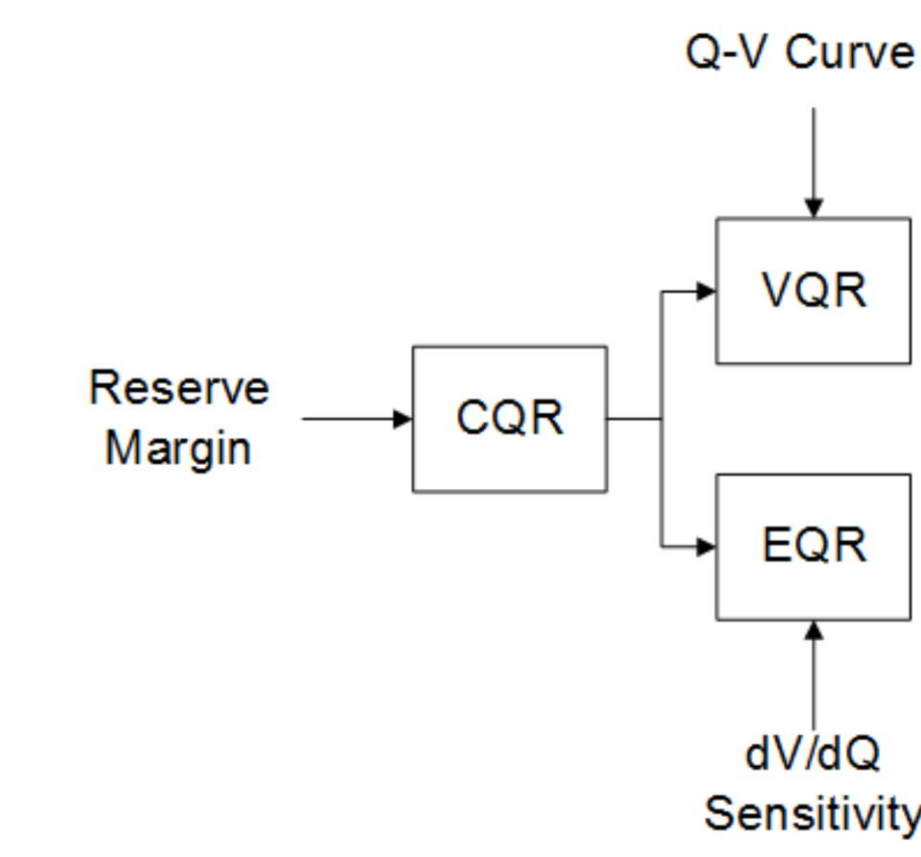 Q-V Curve
VQR
Reserve
Margin
CQR
EQR
dV/dQ
Sensitivity